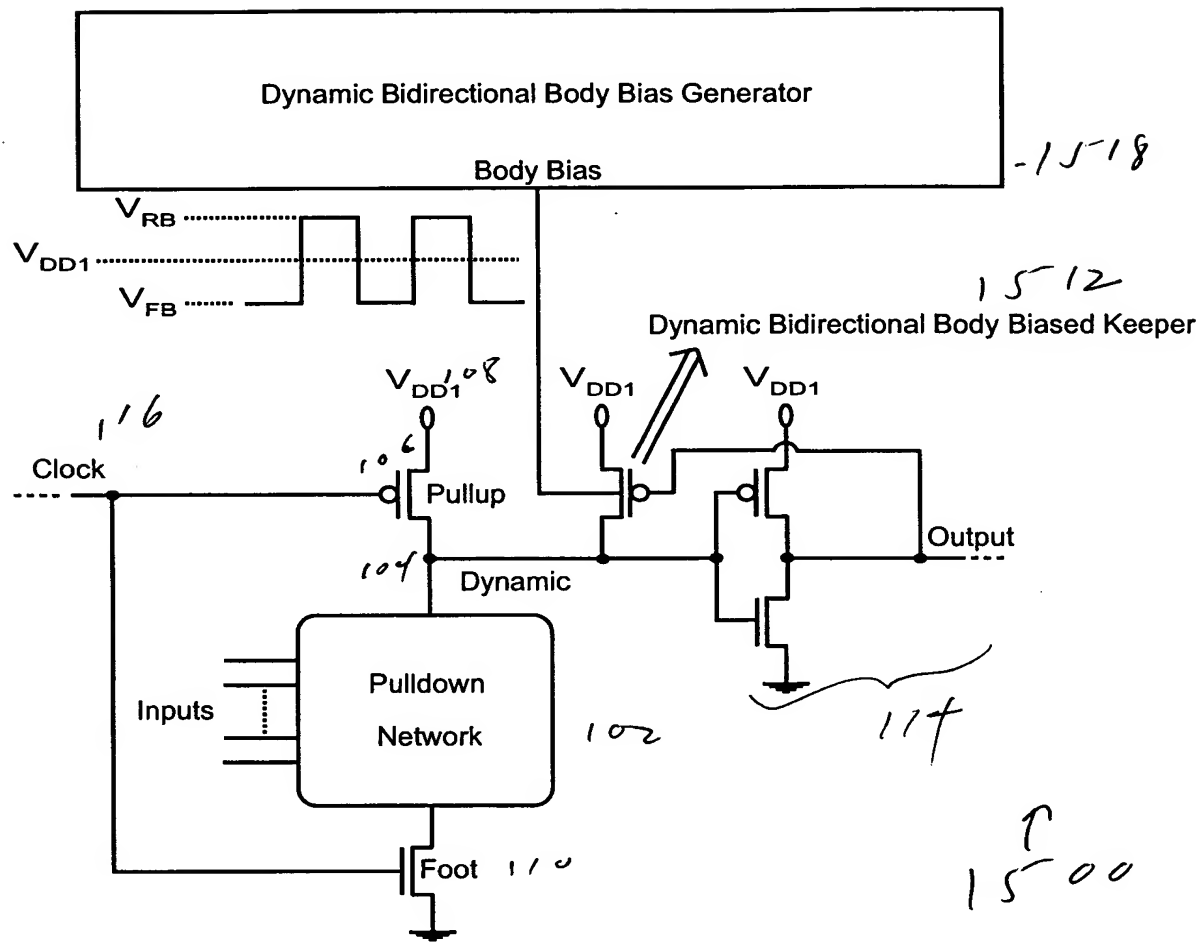 Dynamic Bidirectional Body Bias Generator
Body Bias
1518
VRB
VDD1
VFB
1512
Dynamic Bidirectional Body Biased Keeper
VDD1 108
VDD1
VDD1
116
Clock
106
Pullup
Output
104
Dynamic
Pulldown
Network
Inputs
102
114
Foot
110
1500